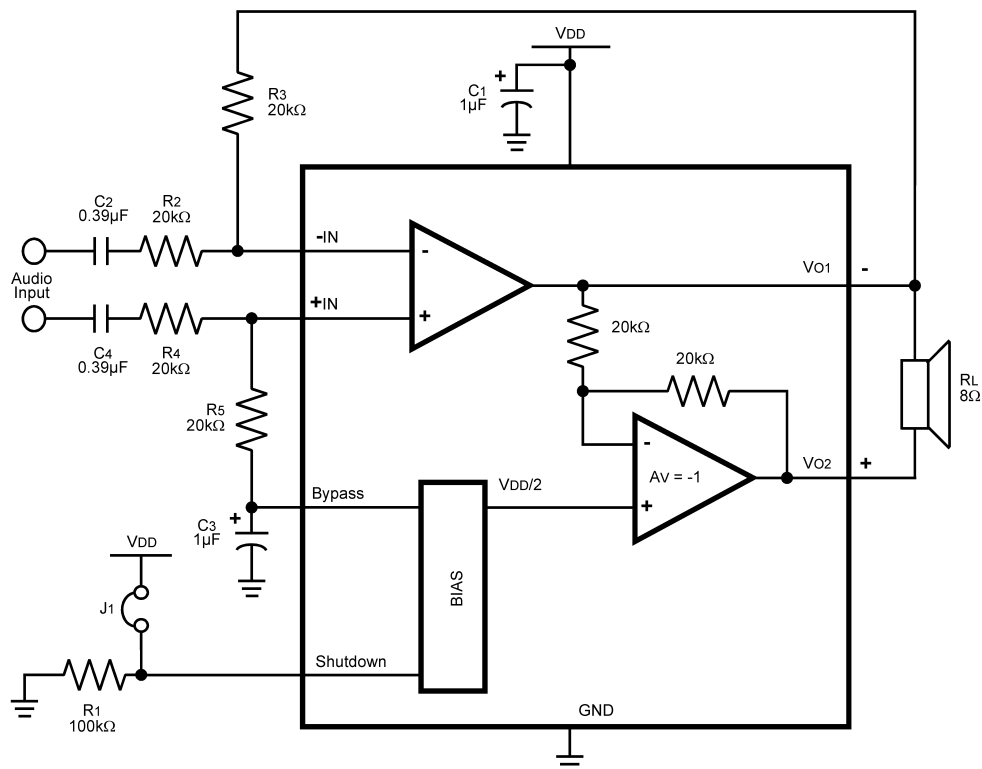 VDD
C1
1µF
R3
20kΩ
C2
0.39µF
R2
20kΩ
-IN
-
Audio
Input
+IN
+
VO1
-
C4
0.39µF
R4
20kΩ
20kΩ
20kΩ
RL
8Ω
R5
20kΩ
-
AV = -1
+
VO2
+
Bypass
VDD/2
+
C3
1µF
+
VDD
J1
BIAS
Shutdown
R1
100kΩ
GND